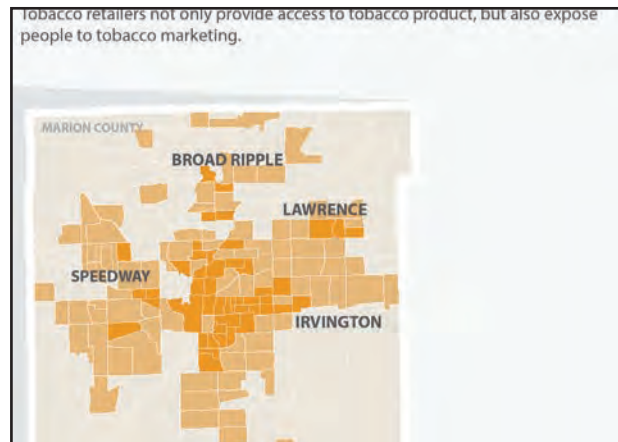 Tobacco retailers not only provide access to tobacco product, but also expose
people to tobacco marketing.
MARION COUNTY
BROAD RIPPLE
LAWRENCE
SPEEDWAY
IRVINGTON